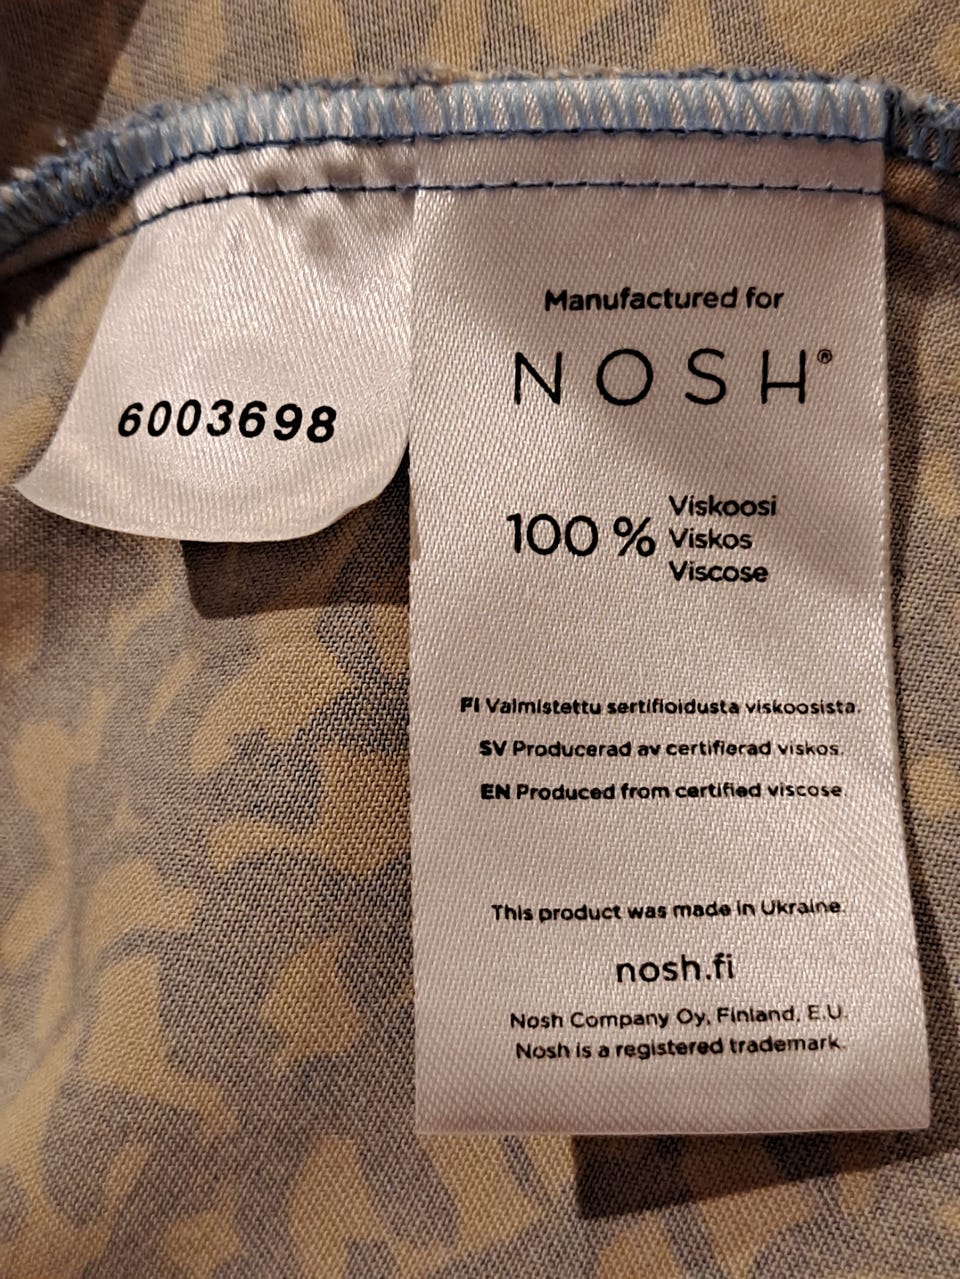 6003698
Manufactured for
NOSH®
100 % Viskoosi
Viskos
Viscose
FI Valmistettu sertifioidusta viskoosista.
SV Producerad av certifierad viskos.
EN Produced from certified viscose.
This product was made in Ukraine.
nosh.fi
Nosh Company Oy, Finland, E.U.
Nosh is a registered trademark.